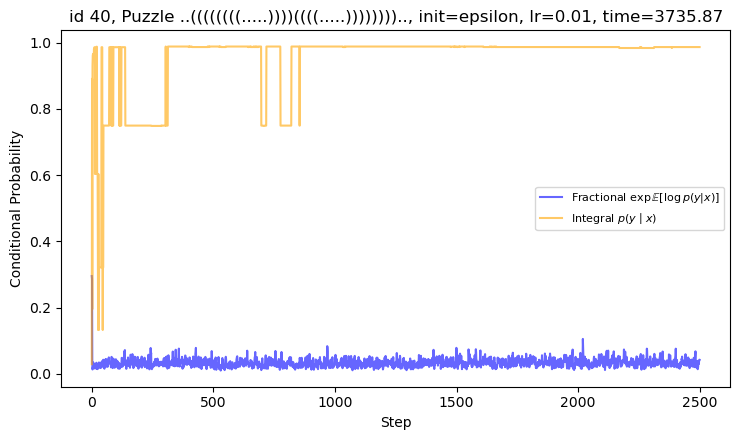 id 40, Puzzle ..((((((((.....))))((((.....)))))))).., init=epsilon, lr=0.01, time=3735.87
Conditional Probability
1.0
0.8
0.6
0.4
0.2
0.0
Fractional exp𝔼[log p(y|x)]
Integral p(y | x)
0 500 1000 1500 2000 2500
Step